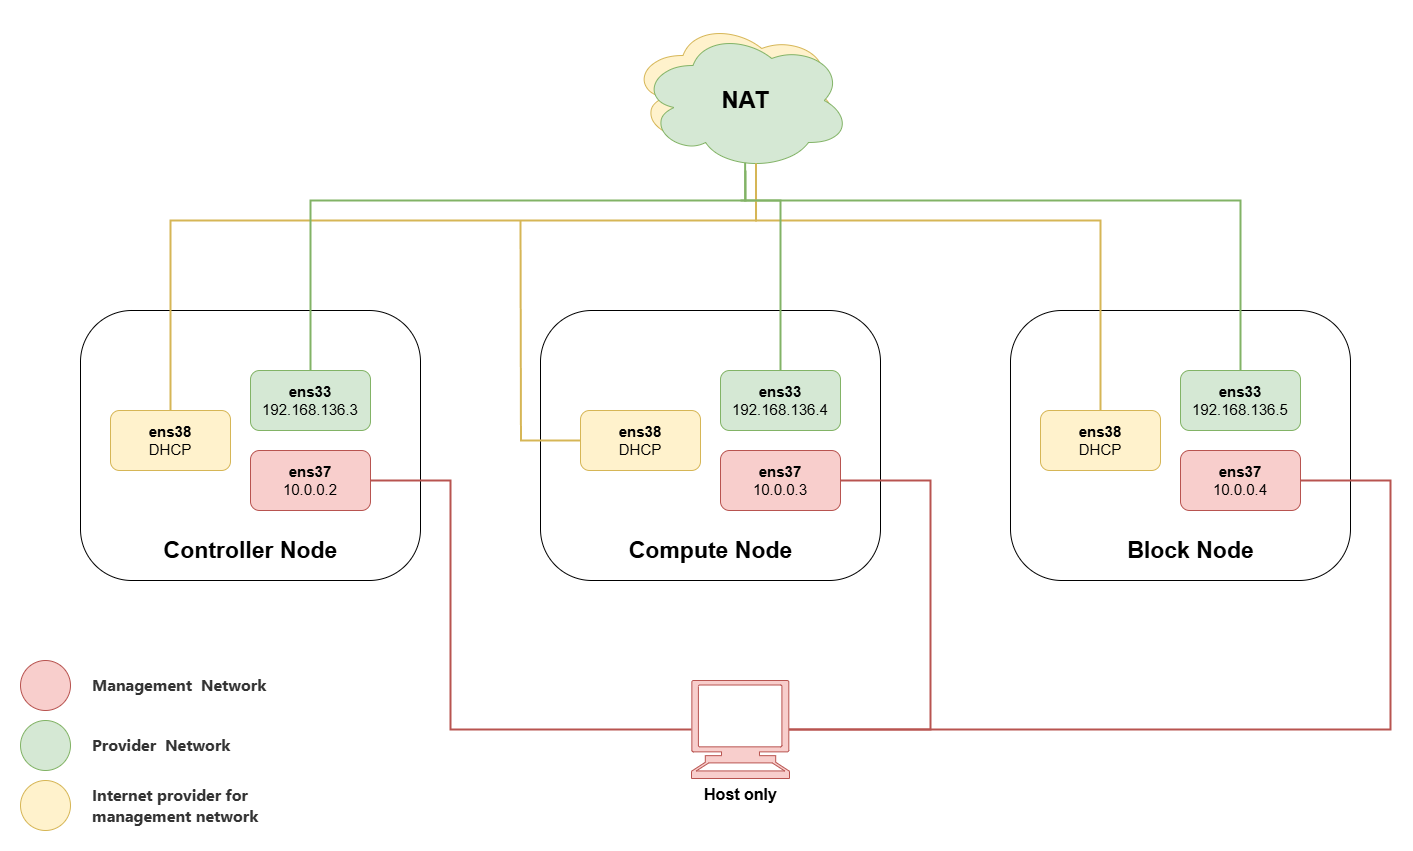 NAT
ens33
192.168.136.3
ens38
DHCP
ens37
10.0.0.2
Controller Node
ens33
192.168.136.4
ens38
DHCP
ens37
10.0.0.3
Compute Node
ens33
192.168.136.5
ens38
DHCP
ens37
10.0.0.4
Block Node
Management Network
Provider Network
Internet provider for
management network
Host only